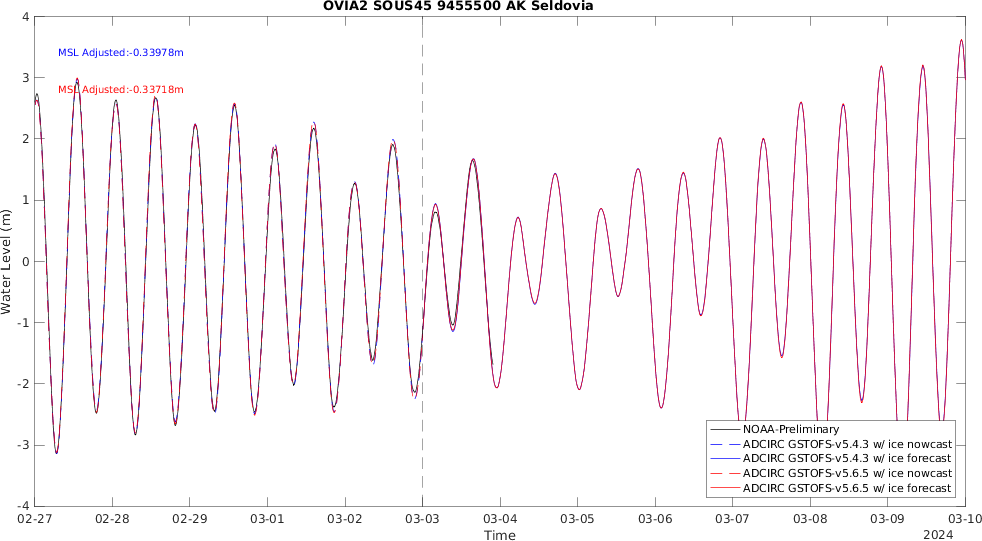 OVIA2 SOUS45 9455500 AK Seldovia
MSL Adjusted:-0.33978m
MSL Adjusted:-0.33718m
Water Level (m)
4
3
2
1
0
-1
-2
-3
-4
NOAA-Preliminary
ADCIRC GSTOFS-v5.4.3 w/ ice nowcast
ADCIRC GSTOFS-v5.4.3 w/ ice forecast
ADCIRC GSTOFS-v5.6.5 w/ ice nowcast
ADCIRC GSTOFS-v5.6.5 w/ ice forecast
02-27 02-28 02-29 03-01 03-02 03-03 03-04 03-05 03-06 03-07 03-08 03-09 03-10
Time
2024